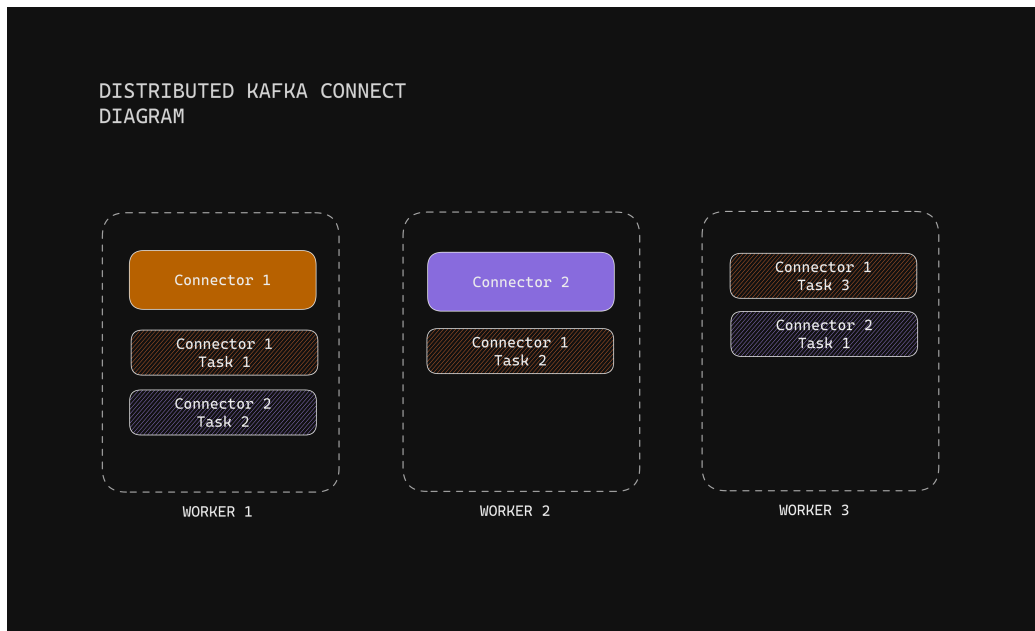 DISTRIBUTED KAFKA CONNECT
DIAGRAM
Connector 1
Connector 1
Task 1
Connector 2
Task 2
WORKER 1
Connector 2
Connector 1
Task 2
WORKER 2
Connector 1
Task 3
Connector 2
Task 1
WORKER 3